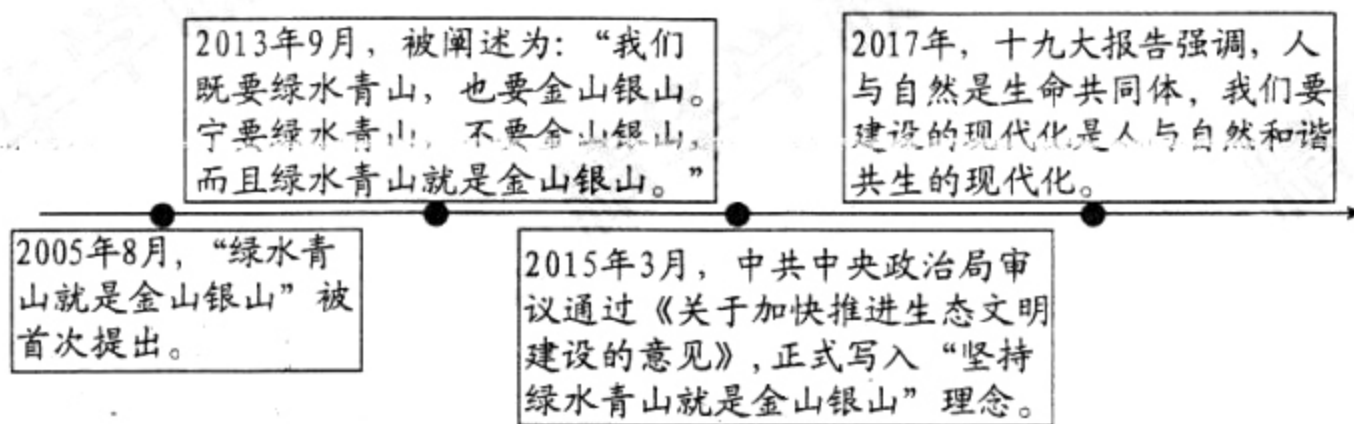 2013年9月，被阐述为：“我们
既要绿水青山，也要金山银山。
宁要绿水青山，不要金山银山，
而且绿水青山就是金山银山。”
2017年，十九大报告强调，人
与自然是生命共同体，我们要
建设的现代化是人与自然和谐
共生的现代化。
2005年8月，“绿水青
山就是金山银山”被
首次提出。
2015年3月，中共中央政治局审
议通过《关于加快推进生态文明
建设的意见》，正式写入“坚持
绿水青山就是金山银山”理念。